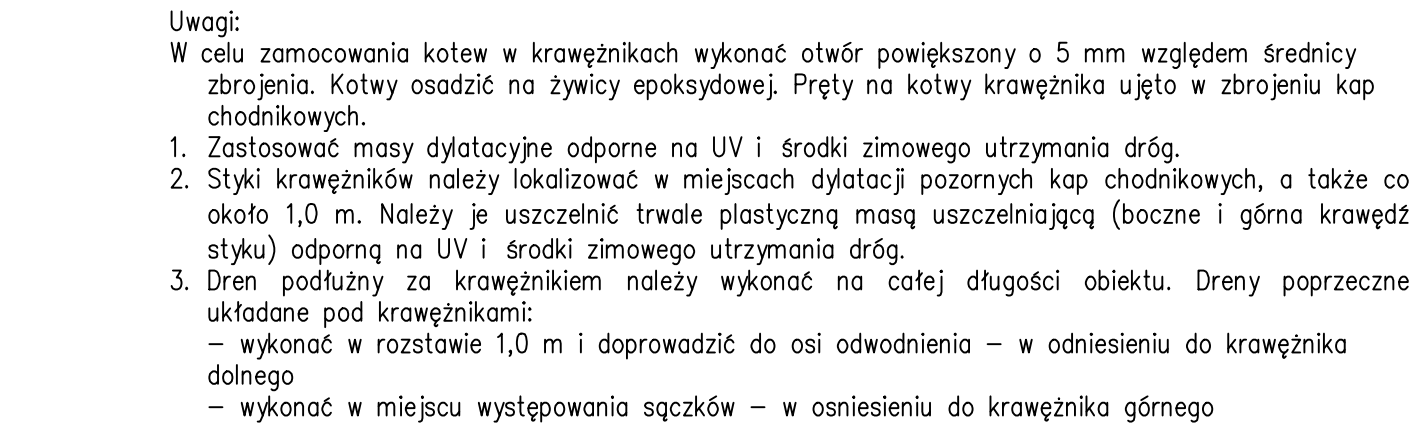 Uwagi:
W celu zamocowania kotew w krawężnikach wykonać otwór powiększony o 5 mm względem średnicy
zbrojenia. Kotwy osadzić na żywicy epoksydowej. Pręty na kotwy krawężnika ujęto w zbrojeniu kap
chodnikowych.
1. Zastosować masy dylatacyjne odporne na UV i środki zimowego utrzymania dróg.
2. Styki krawężników należy lokalizować w miejscach dylatacji pozornych kap chodnikowych, a także co
około 1,0 m. Należy je uszczelnić trwale plastyczną masą uszczelniającą (boczne i górna krawędź
styku) odporną na UV i środki zimowego utrzymania dróg.
3. Dren podłużny za krawężnikiem należy wykonać na całej długości obiektu. Dreny poprzeczne
układane pod krawężnikami:
– wykonać w rozstawie 1,0 m i doprowadzić do osi odwodnienia – w odniesieniu do krawężnika
dolnego
– wykonać w miejscu występowania sączków – w osniesieniu do krawężnika górnego